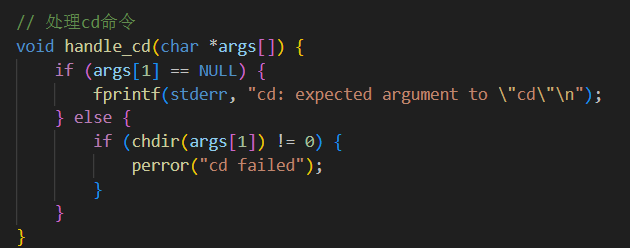 // 处理cd命令
void handle_cd(char *args[]) {
    if (args[1] == NULL) {
        fprintf(stderr, "cd: expected argument to \"cd\"\n");
    } else {
        if (chdir(args[1]) != 0) {
            perror("cd failed");
        }
    }
}